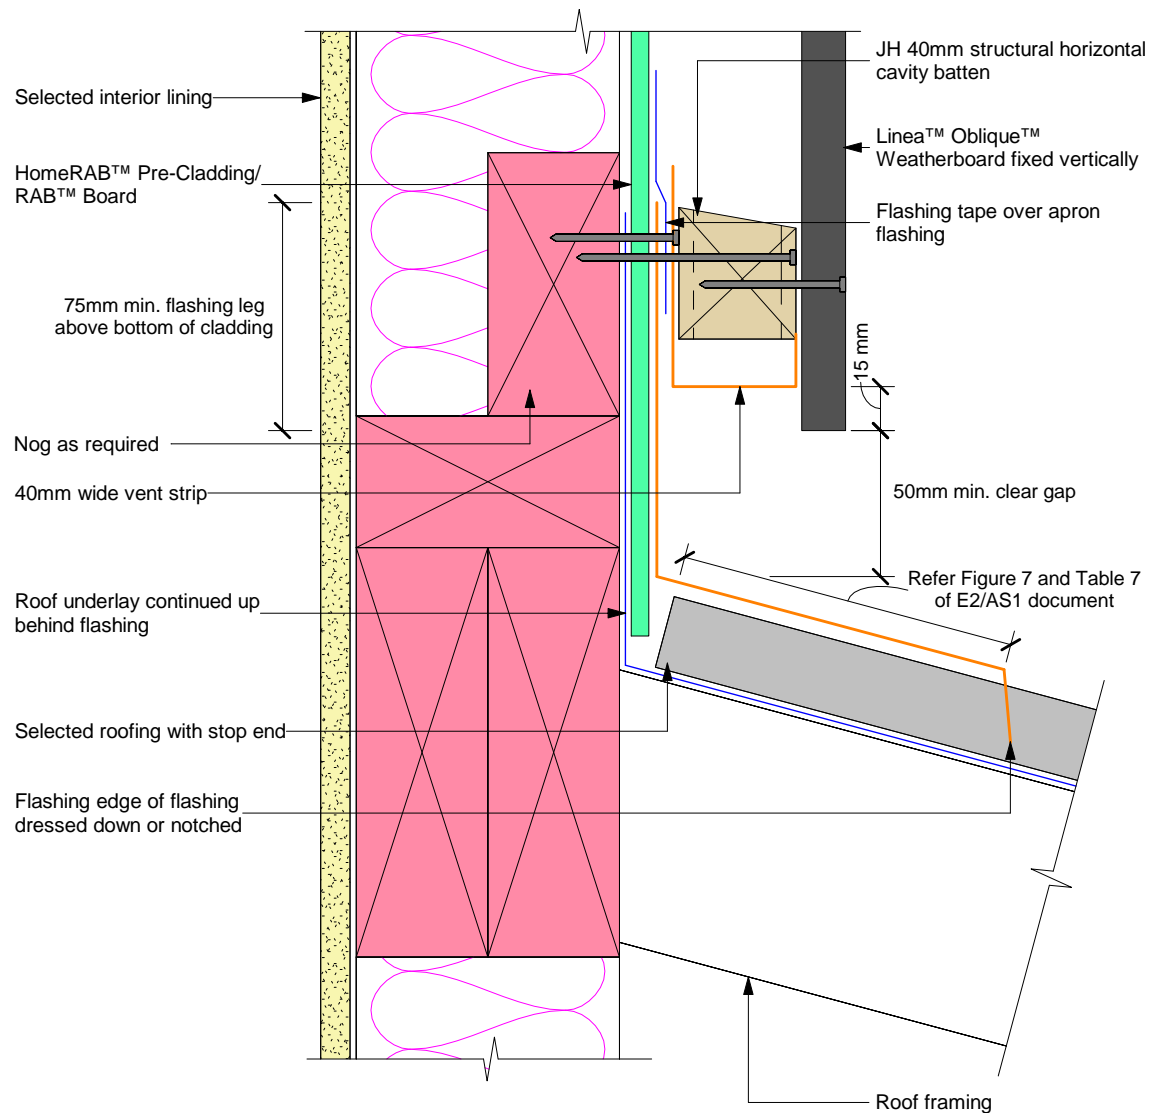 JH 40mm structural horizontal
cavity batten
Selected interior lining
Linea™ Oblique™
Weatherboard fixed vertically
HomeRAB™ Pre-Cladding/
RAB™ Board
Flashing tape over apron
flashing
75mm min. flashing leg
above bottom of cladding
15 mm
Nog as required
40mm wide vent strip
50mm min. clear gap
Refer Figure 7 and Table 7
of E2/AS1 document
Roof underlay continued up
behind flashing
Selected roofing with stop end
Flashing edge of flashing
dressed down or notched
Roof framing